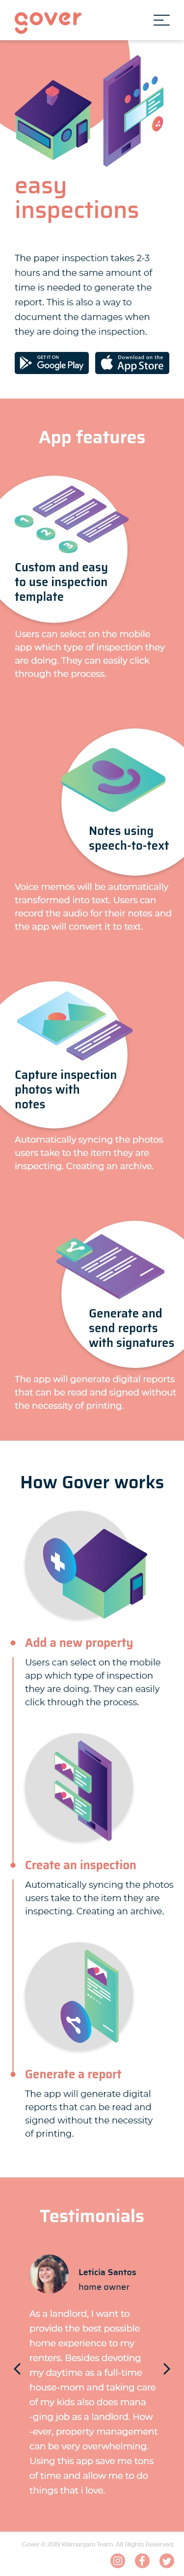 gover
easy
inspections
The paper inspection takes 2-3
hours and the same amount of
time is needed to generate the
report. This is also a way to
document the damages when
they are doing the inspection.
GET IT ON
Google Play
Download on the
App Store
App features
Custom and easy
to use inspection
template
Users can select on the mobile
app which type of inspection they
are doing. They can easily click
through the process.
Notes using
speech-to-text
Voice memos will be automatically
transformed into text. Users can
record the audio for their notes and
the app will convert it to text.
Capture inspection
photos with
notes
Automatically syncing the photos
users take to the item they are
inspecting. Creating an archive.
Generate and
send reports
with signatures
The app will generate digital reports
that can be read and signed without
the necessity of printing.
How Gover works
Add a new property
Users can select on the mobile
app which type of inspection
they are doing. They can easily
click through the process.
Create an inspection
Automatically syncing the photos
users take to the item they are
inspecting. Creating an archive.
Generate a report
The app will generate digital
reports that can be read and
signed without the necessity
of printing.
Testimonials
Leticia Santos
home owner
As a landlord, I want to
provide the best possible
home experience to my
renters. Besides devoting
my daytime as a full-time
house-mom and taking care
of my kids also does mana
-ging job as a landlord. How
-ever, property management
can be very overwhelming.
Using this app save me tons
of time and allow me to do
things that i love.
Gover © 2019 Kilimanjaro Team. All Rights Reserved.